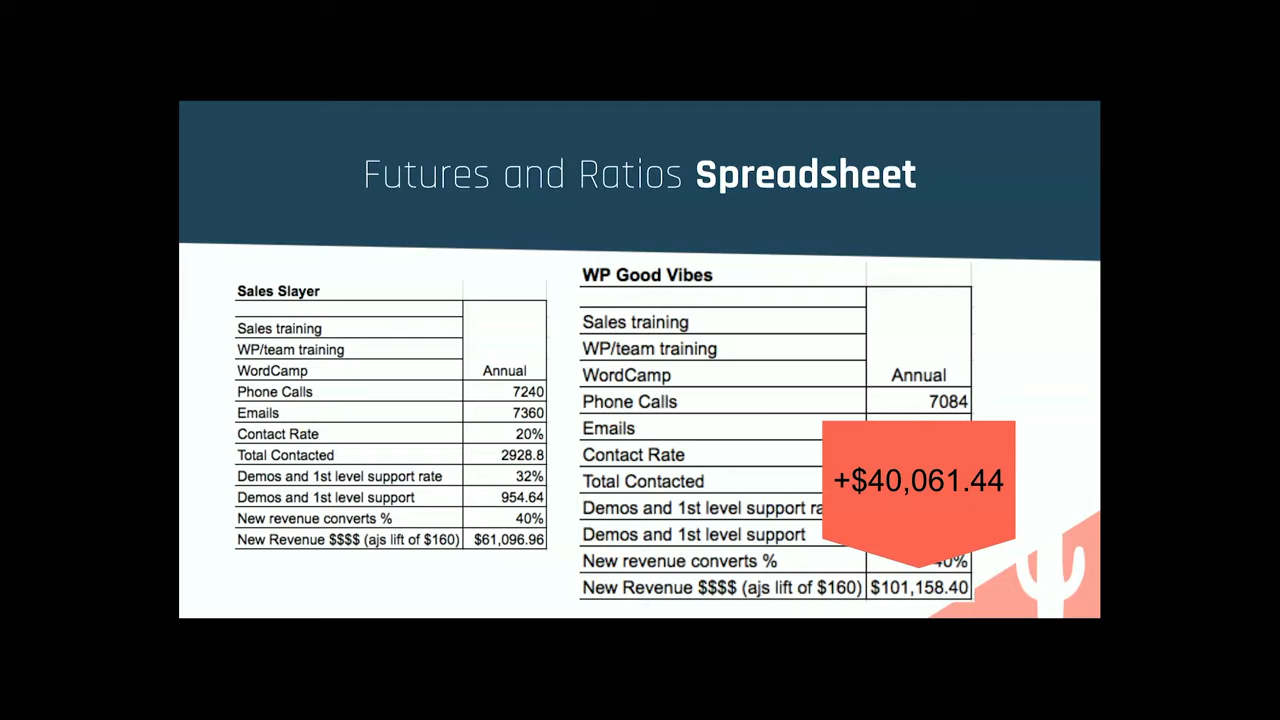 Futures and Ratios Spreadsheet
Sales Slayer
Sales training
WP/team training
WordCamp Annual
Phone Calls 7240
Emails 7360
Contact Rate 20%
Total Contacted 2928.8
Demos and 1st level support rate 32%
Demos and 1st level support 954.64
New revenue converts % 40%
New Revenue $$$$ (ajs lift of $160) $61,096.96
WP Good Vibes
Sales training
WP/team training
WordCamp Annual
Phone Calls 7084
Emails
Contact Rate
Total Contacted
Demos and 1st level support
Demos and 1st level support
New revenue converts %
New Revenue $$$$ (ajs lift of $160) $101,158.40
+$40,061.44